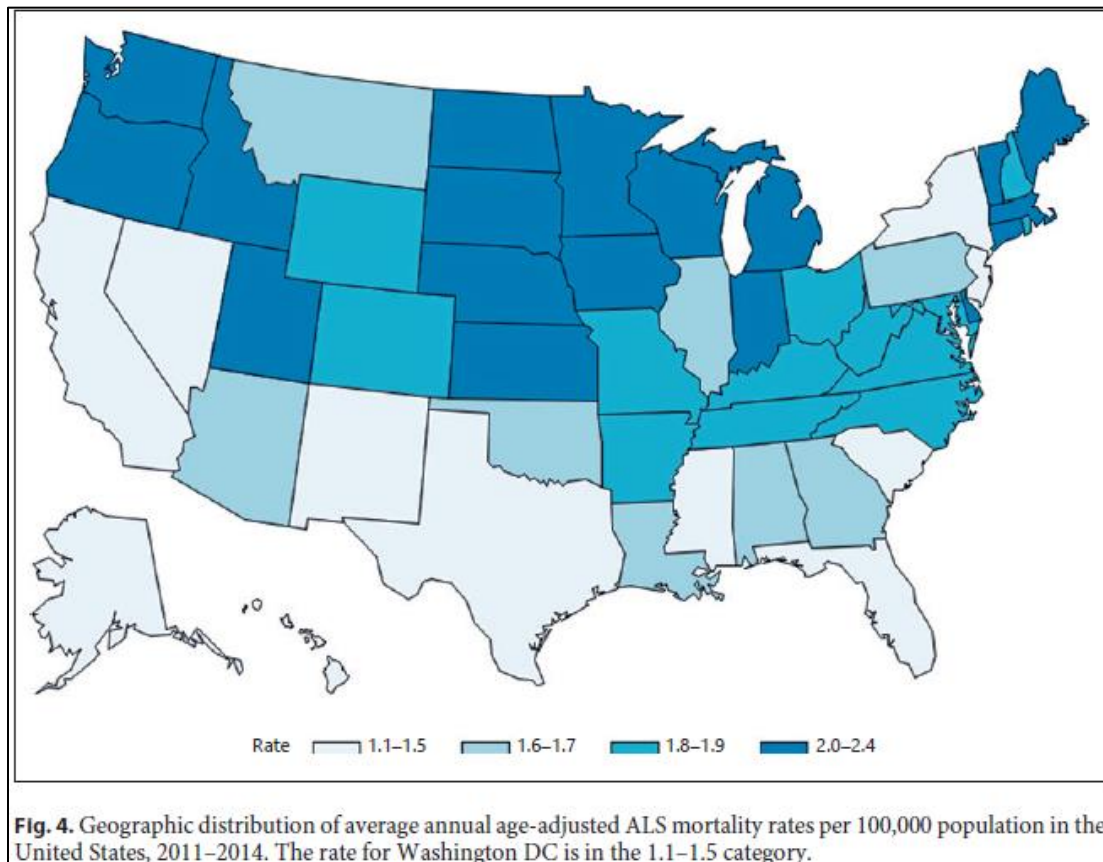 Rate 1.1–1.5 1.6–1.7 1.8–1.9 2.0–2.4
Fig. 4. Geographic distribution of average annual age-adjusted ALS mortality rates per 100,000 population in the
United States, 2011–2014. The rate for Washington DC is in the 1.1–1.5 category.